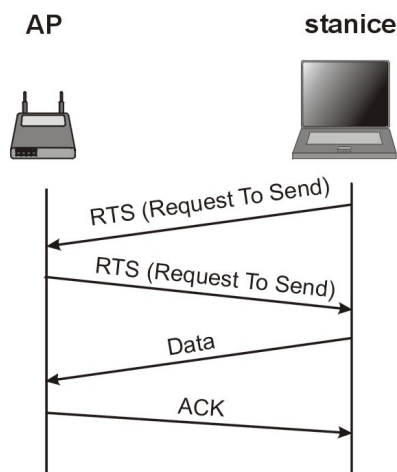 AP
stanice
RTS (Request To Send)
RTS (Request To Send)
Data
ACK